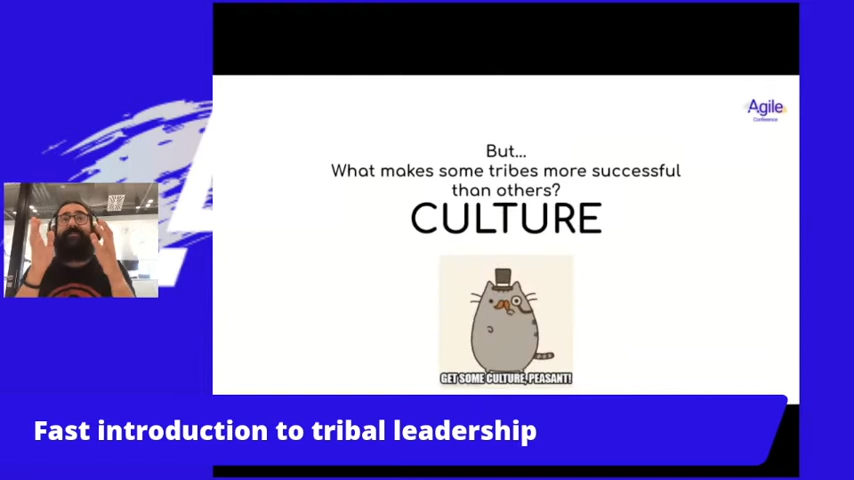 Agile
Conference
But...
What makes some tribes more successful
than others?
CULTURE
GET SOME CULTURE, PEASANT!
Fast introduction to tribal leadership